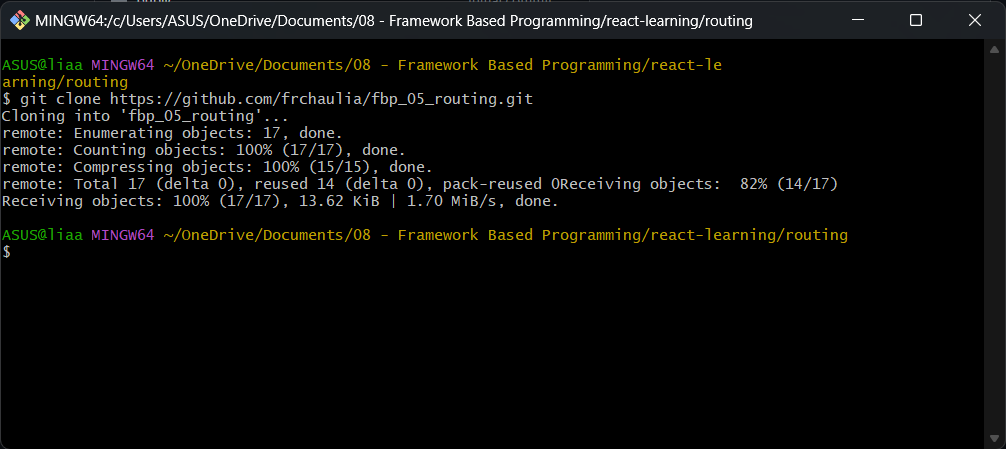 MINGW64:/c/Users/ASUS/OneDrive/Documents/08 - Framework Based Programming/react-learning/routing
ASUS@liaa MINGW64 ~/OneDrive/Documents/08 - Framework Based Programming/react-le
arning/routing
$ git clone https://github.com/frchaulia/fbp_05_routing.git
Cloning into 'fbp_05_routing'...
remote: Enumerating objects: 17, done.
remote: Counting objects: 100% (17/17), done.
remote: Compressing objects: 100% (15/15), done.
remote: Total 17 (delta 0), reused 14 (delta 0), pack-reused 0Receiving objects:  82% (14/17)
Receiving objects: 100% (17/17), 13.62 KiB | 1.70 MiB/s, done.
ASUS@liaa MINGW64 ~/OneDrive/Documents/08 - Framework Based Programming/react-learning/routing
$